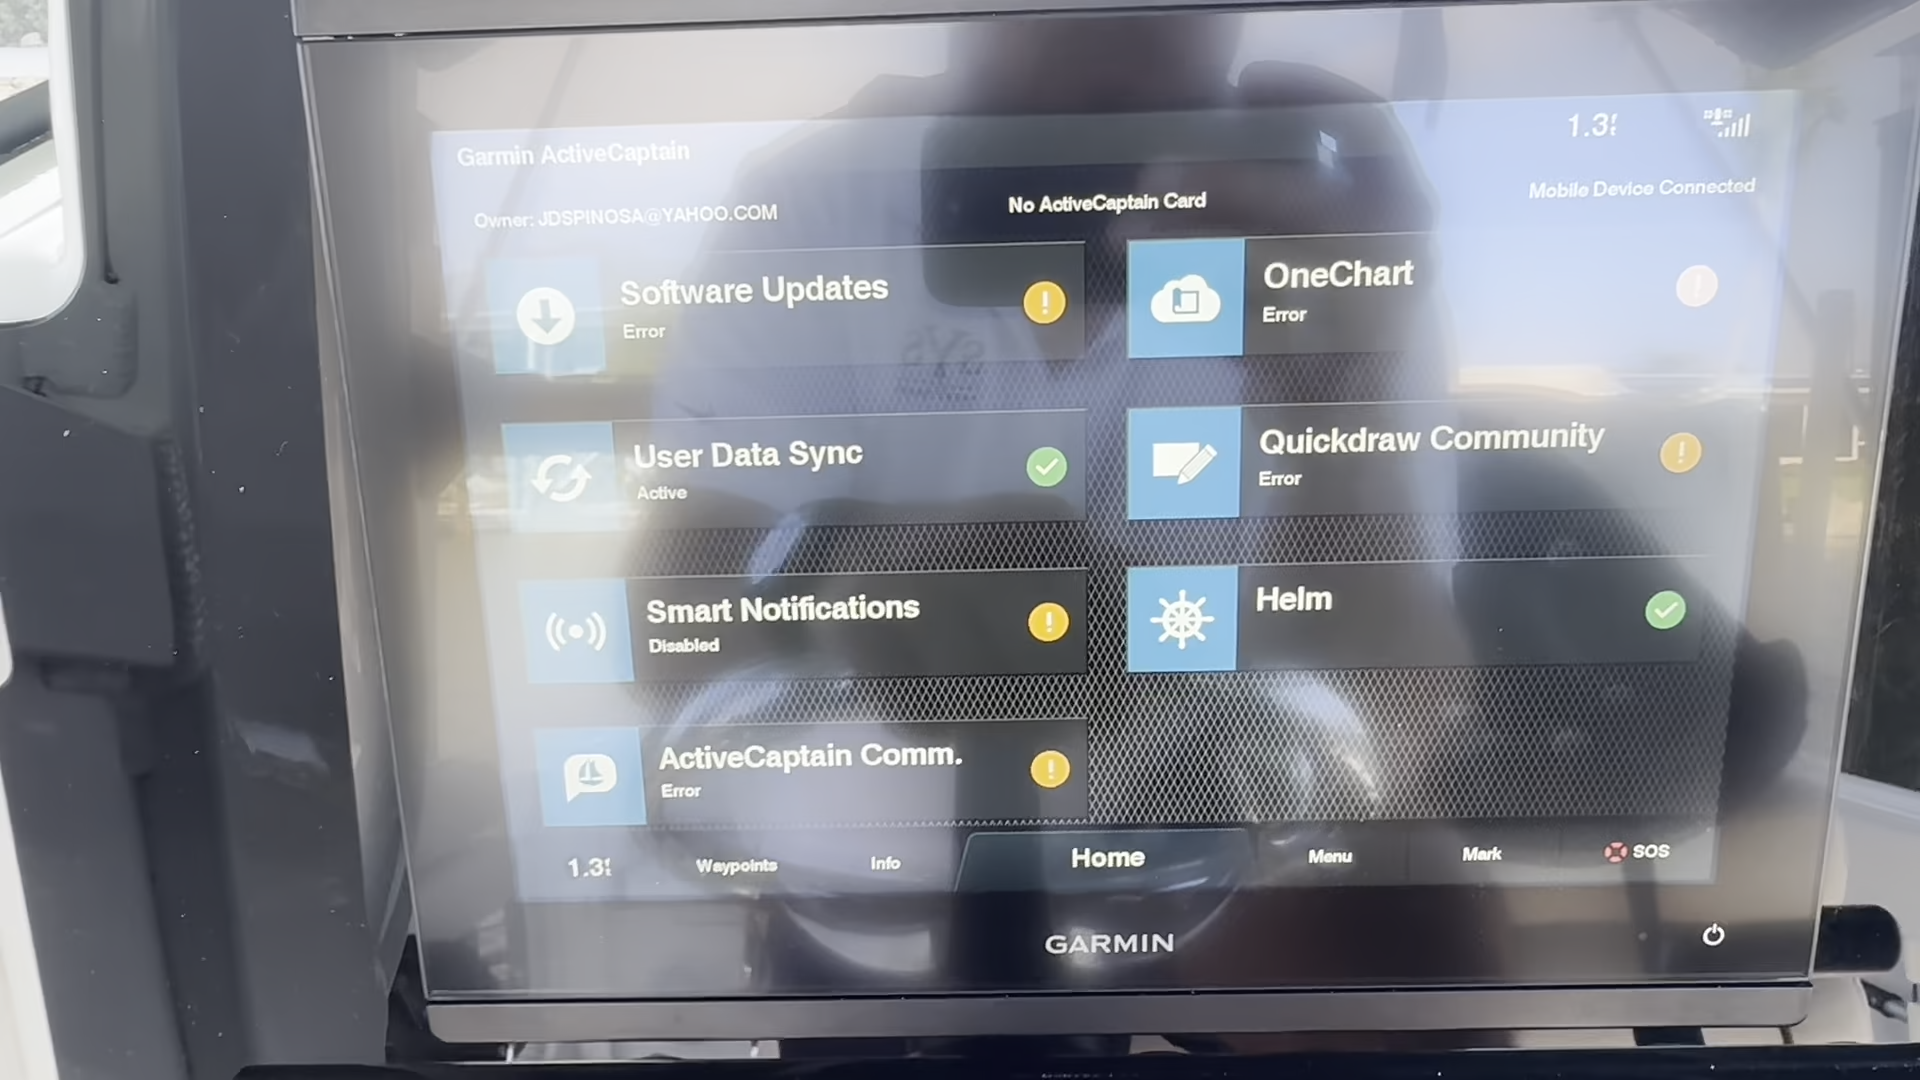 Garmin ActiveCaptain
1.3ft
Owner: JDSPINOSA@YAHOO.COM
No ActiveCaptain Card
Mobile Device Connected
Software Updates
Error
OneChart
Error
User Data Sync
Active
Quickdraw Community
Error
Smart Notifications
Disabled
Helm
ActiveCaptain Comm.
Error
1.3ft
Waypoints
Info
Home
Menu
Mark
SOS
GARMIN